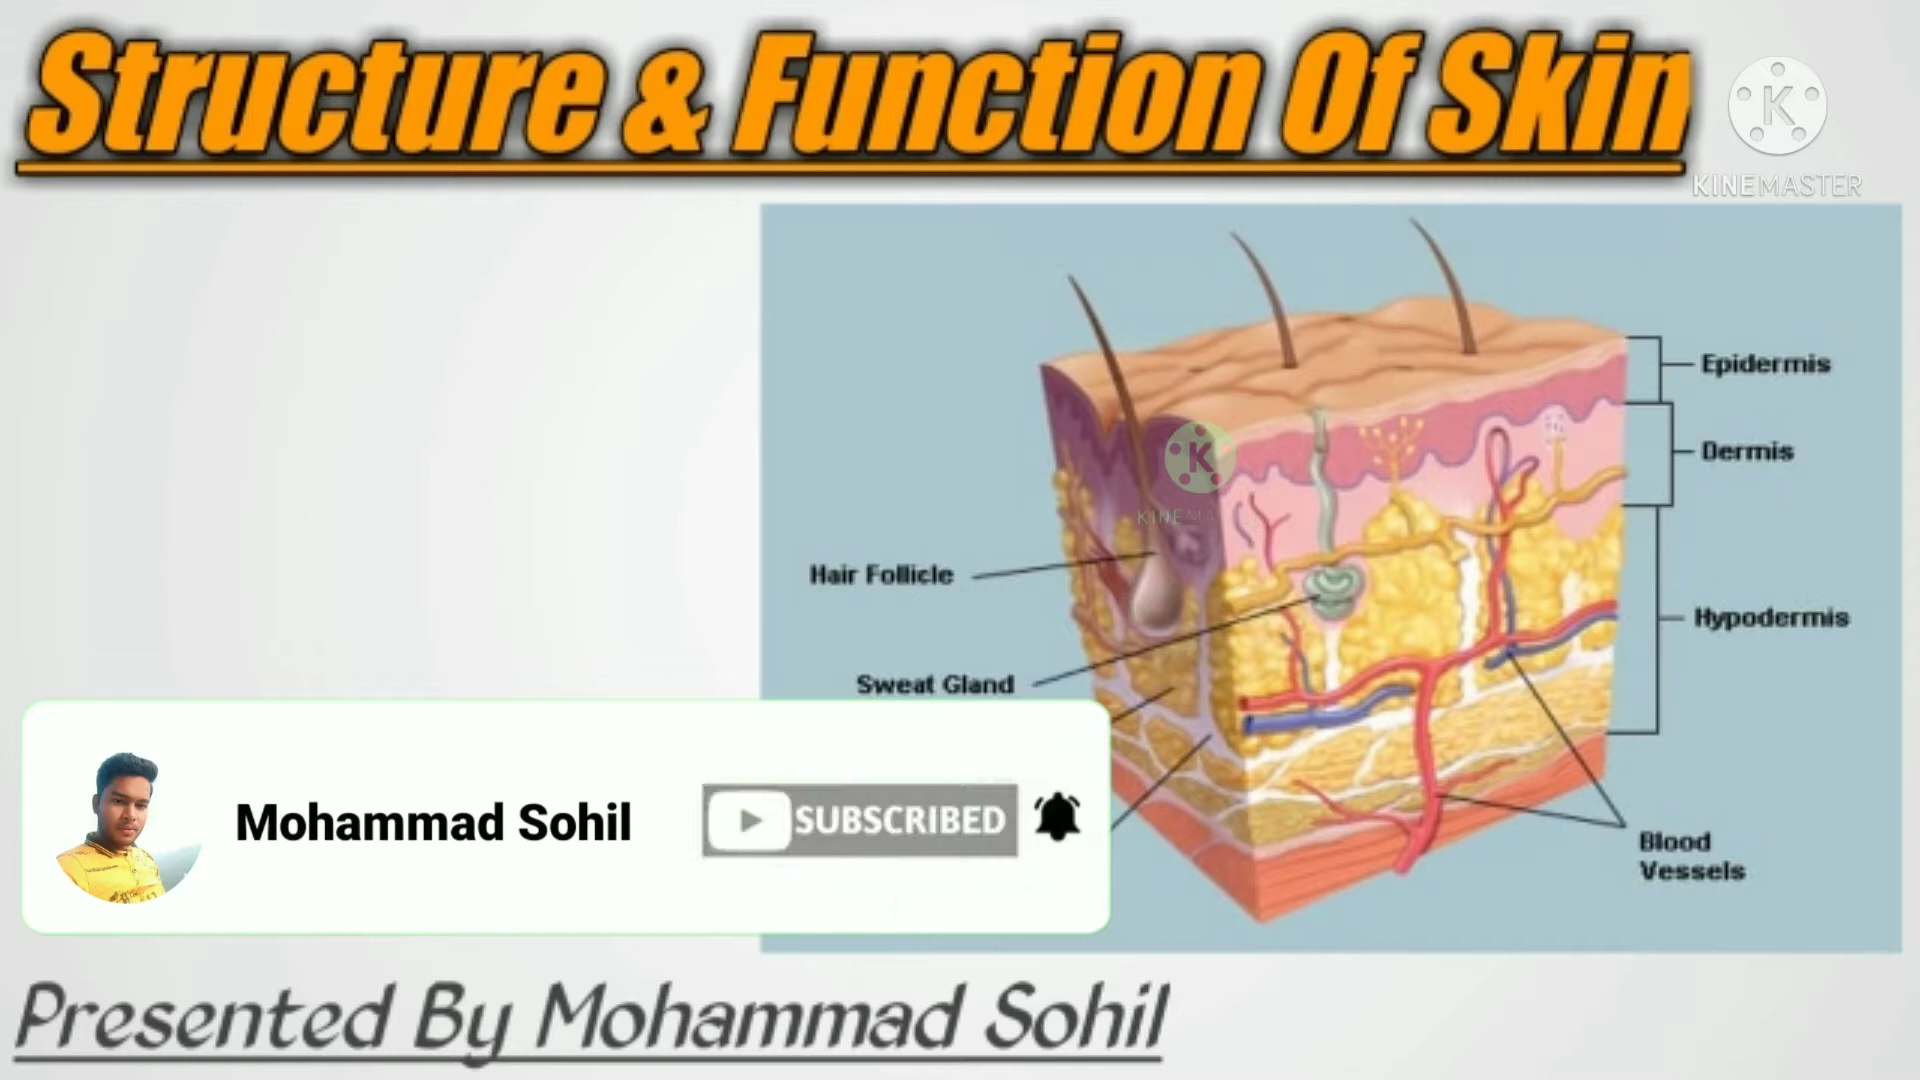 Structure & Function Of Skin
K
KINEMASTER
Epidermis
Dermis
K
KINEMA
Hair Follicle
Hypodermis
Sweat Gland
Mohammad Sohil
SUBSCRIBED
Blood
Vessels
Presented By Mohammad Sohil